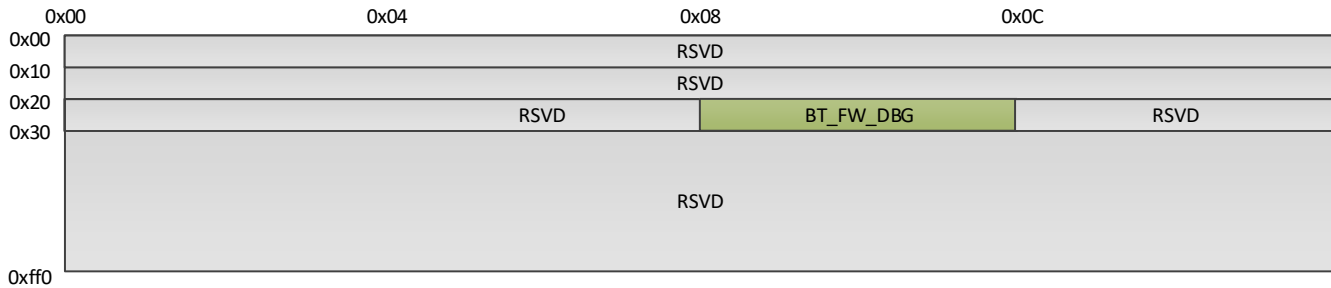 0x00 0x04 0x08 0x0C
0x00
RSVD
0x10
RSVD
0x20
RSVD BT_FW_DBG RSVD
0x30
RSVD
0xff0